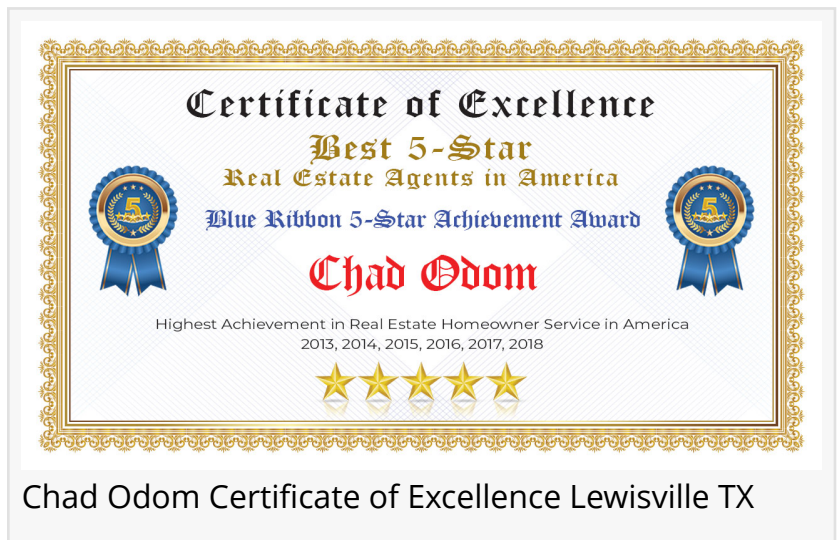 Certificate of Excellence
Best 5-Star
Real Estate Agents in America
Blue Ribbon 5-Star Achievement Award
5
5
Chad Odom
Highest Achievement in Real Estate Homeowner Service in America
2013, 2014, 2015, 2016, 2017, 2018
Chad Odom Certificate of Excellence Lewisville TX